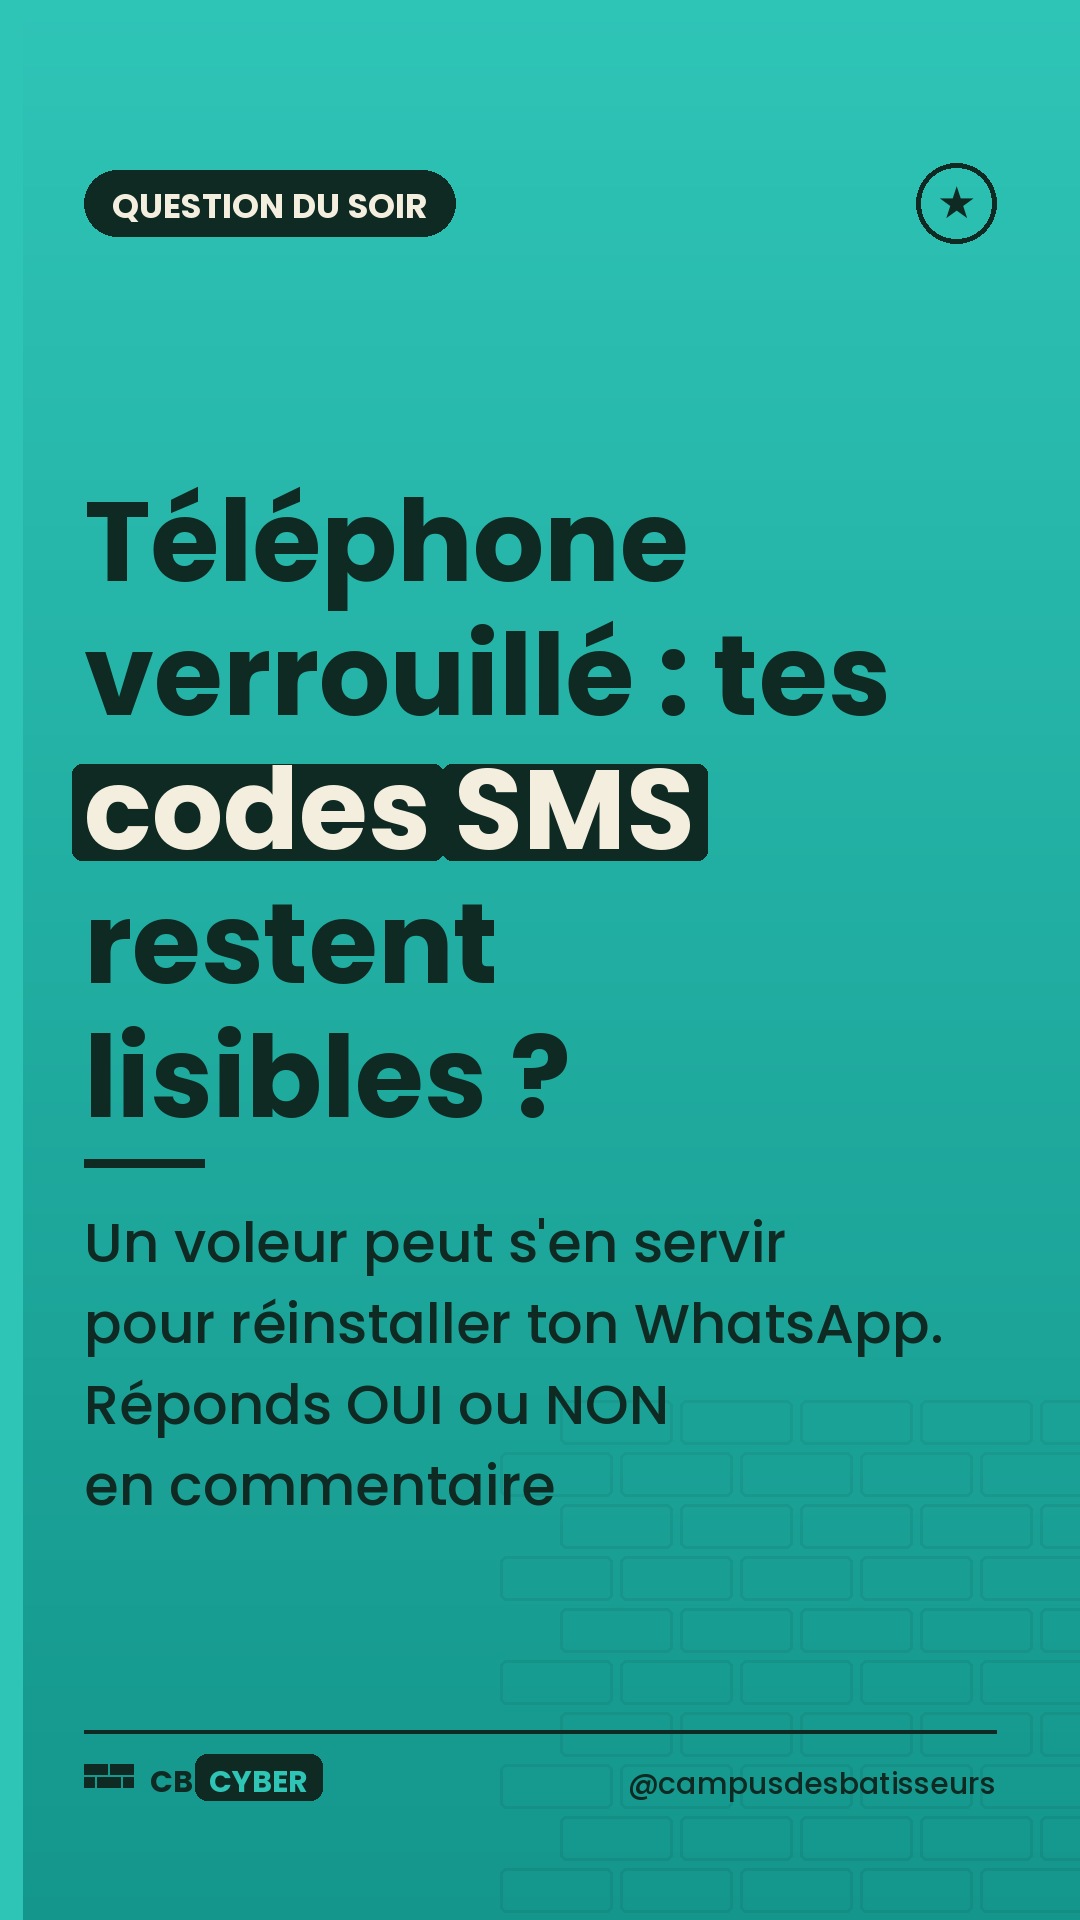 QUESTION DU SOIR
★
Téléphone
verrouillé : tes
codes SMS
restent
lisibles ?
Un voleur peut s'en servir
pour réinstaller ton WhatsApp.
Réponds OUI ou NON
en commentaire
CB CYBER
@campusdesbatisseurs